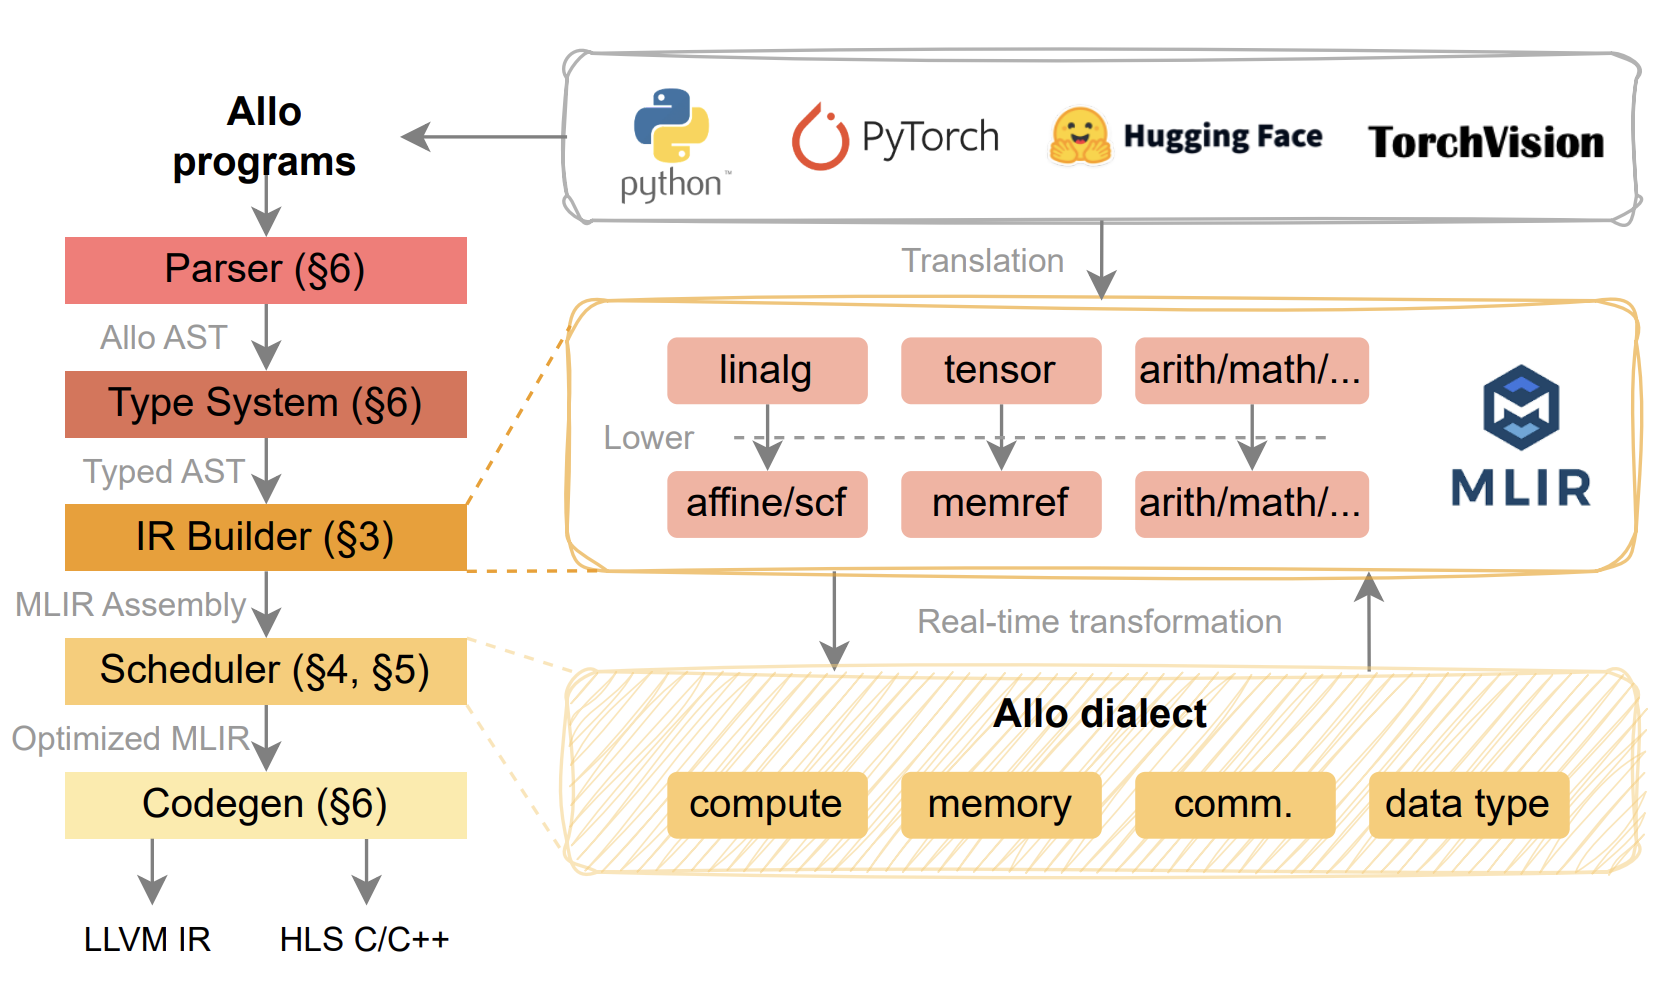 Allo
programs
Parser (§6)
Allo AST
Type System (§6)
Typed AST
IR Builder (§3)
MLIR Assembly
Scheduler (§4, §5)
Optimized MLIR
Codegen (§6)
LLVM IR
HLS C/C++
python™
PyTorch
Hugging Face
TorchVision
Translation
linalg
tensor
arith/math/...
Lower
affine/scf
memref
arith/math/...
MLIR
Real-time transformation
Allo dialect
compute
memory
comm.
data type